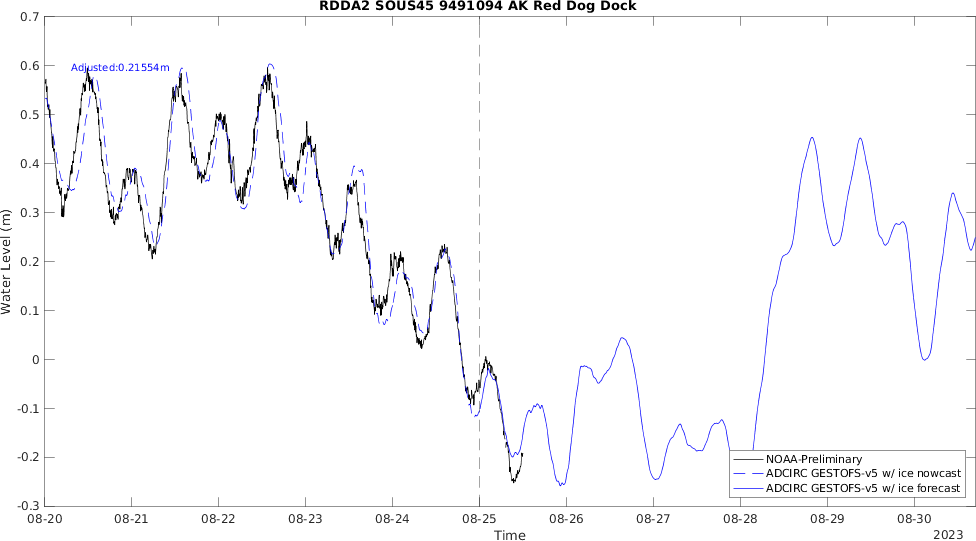 RDDA2 SOUS45 9491094 AK Red Dog Dock
Adjusted:0.21554m
Water Level (m)
0.7
0.6
0.5
0.4
0.3
0.2
0.1
0
-0.1
-0.2
-0.3
NOAA-Preliminary
ADCIRC GESTOFS-v5 w/ ice nowcast
ADCIRC GESTOFS-v5 w/ ice forecast
08-20 08-21 08-22 08-23 08-24 08-25 08-26 08-27 08-28 08-29 08-30
Time
2023